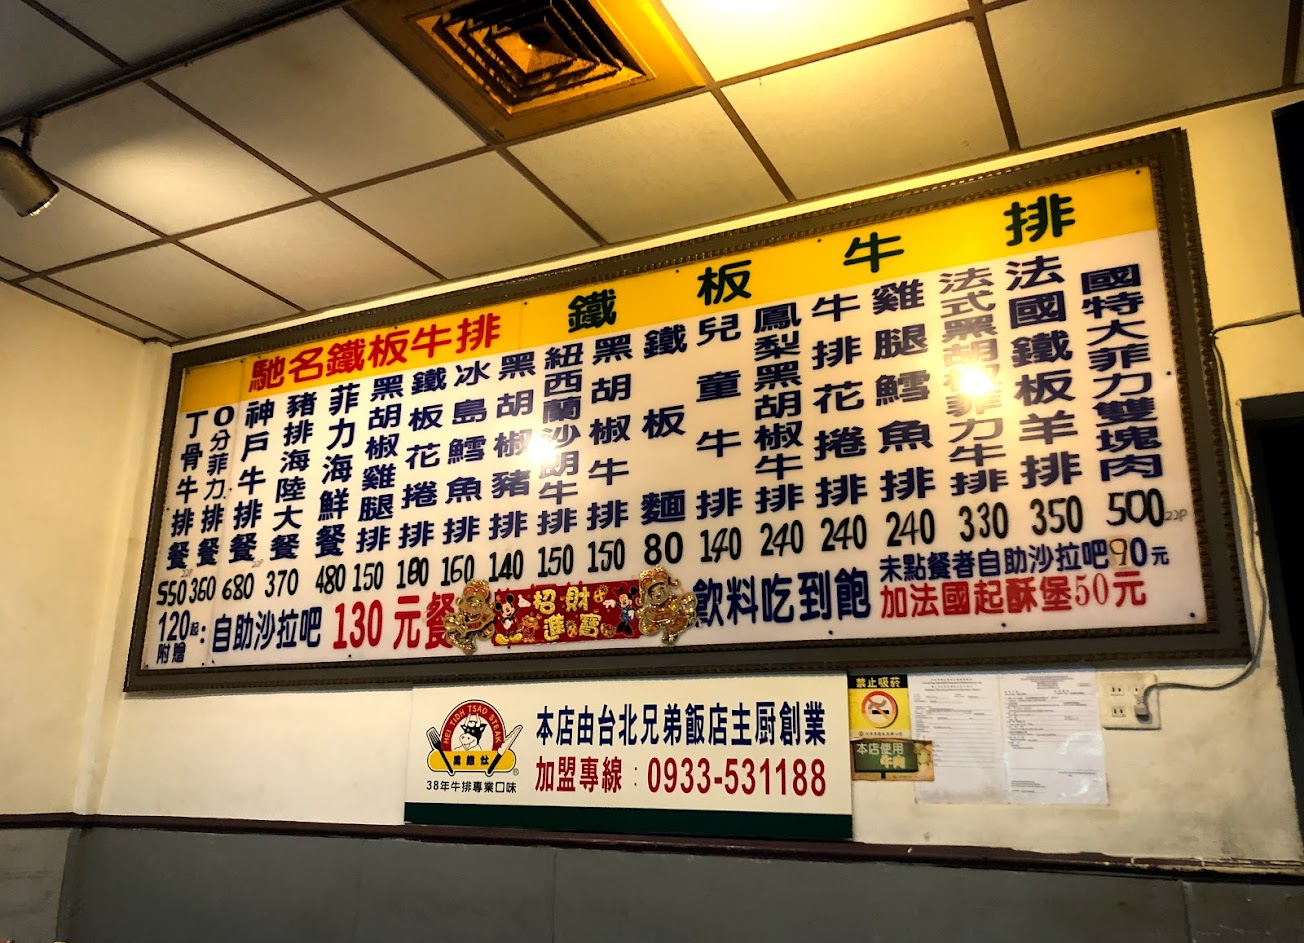 馳名鐵板牛排
鐵板牛排
國特大菲力雙塊肉 500
法國鐵板羊排 350
法式黑胡椒菲力牛排 330
雞腿鱈魚排 240
牛排花捲排 240
鳳梨黑胡椒牛排 240
兒童牛排 140
鐵板麵 80
黑胡椒牛排 150
紐西蘭沙朗牛排 150
黑胡椒豬排 140
冰島鱈魚排 160
鐵板花捲排 180
黑胡椒雞腿排 150
菲力海鮮餐 480
豬排海陸大餐 370
神戶牛排餐 680
O分菲力牛排餐 360
丁骨牛排餐 550
120起
附贈
:自助沙拉吧
130元餐
招財
進寶
飲料吃到飽
未點餐者自助沙拉吧90元
加法國起酥堡50元
HEI TIEH TSAO STEAK
黑鐵灶
38年牛排專業口味
本店由台北兄弟飯店主厨創業
加盟專線:0933-531188
禁止吸菸
本店使用
牛肉